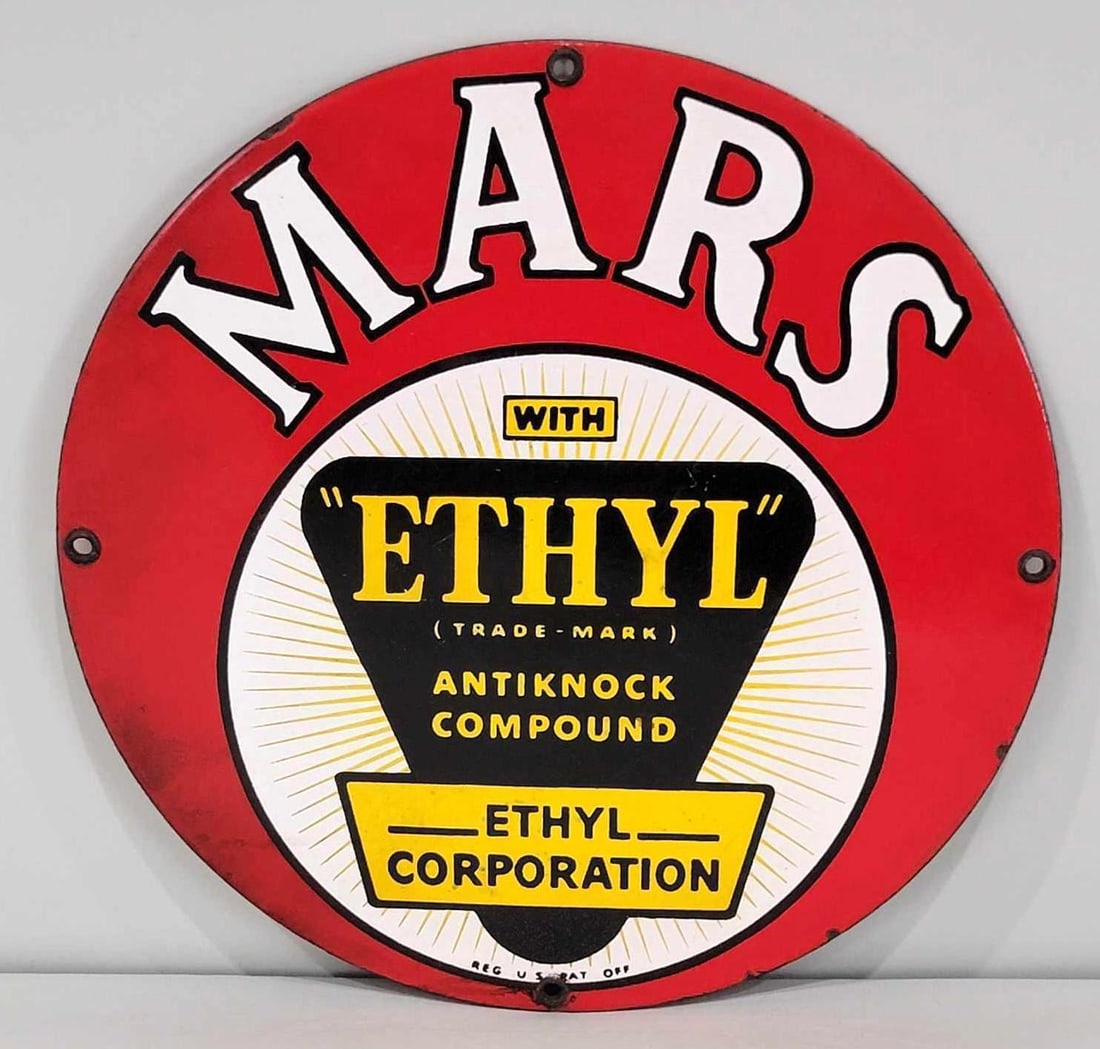 MARS
WITH
"ETHYL"
(TRADE-MARK)
ANTIKNOCK
COMPOUND
ETHYL
CORPORATION
REG U S PAT OFF